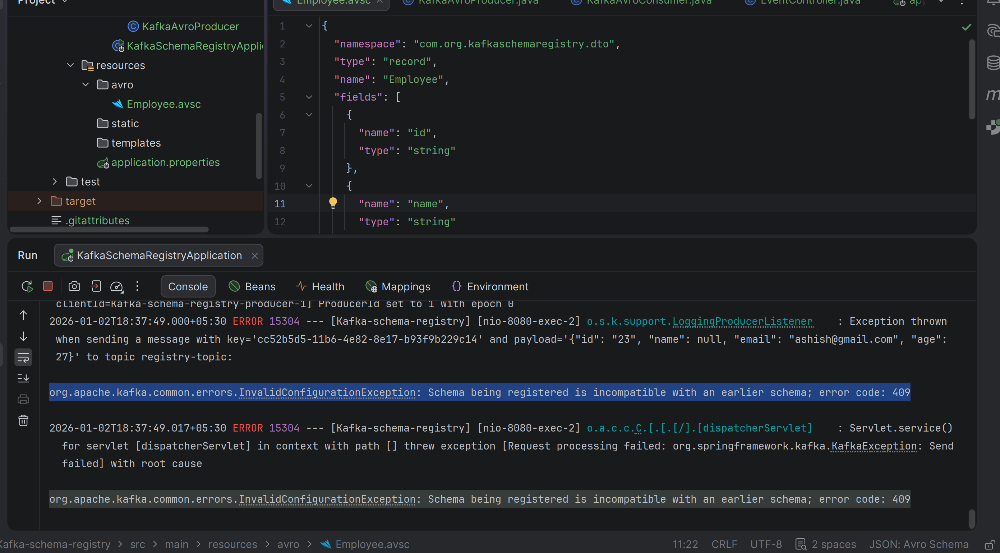 Project
KafkaAvroProducer
KafkaSchemaRegistryApplic
resources
avro
Employee.avsc
static
templates
application.properties
test
target
.gitattributes
Employee.avsc
KafkaAvroProducer.java
KafkaAvroConsumer.java
EventController.java
1 {
2 "namespace": "com.org.kafkaschemaregistry.dto",
3 "type": "record",
4 "name": "Employee",
5 "fields": [
6 {
7 "name": "id",
8 "type": "string"
9 },
10 {
11 "name": "name",
12 "type": "string"
Run KafkaSchemaRegistryApplication
Console Beans Health Mappings Environment
clientId=Kafka-schema-registry-producer-1] ProducerId set to 1 with epoch 0
2026-01-02T18:37:49.000+05:30 ERROR 15304 --- [Kafka-schema-registry] [nio-8080-exec-2] o.s.k.support.LoggingProducerListener : Exception thrown
when sending a message with key='cc52b5d5-11b6-4e82-8e17-b93f9b229c14' and payload='{"id": "23", "name": null, "email": "ashish@gmail.com", "age":
27}' to topic registry-topic:
org.apache.kafka.common.errors.InvalidConfigurationException: Schema being registered is incompatible with an earlier schema; error code: 409
2026-01-02T18:37:49.017+05:30 ERROR 15304 --- [Kafka-schema-registry] [nio-8080-exec-2] o.a.c.c.C.[.[.[/].[dispatcherServlet] : Servlet.service()
for servlet [dispatcherServlet] in context with path [] threw exception [Request processing failed: org.springframework.kafka.KafkaException: Send
failed] with root cause
org.apache.kafka.common.errors.InvalidConfigurationException: Schema being registered is incompatible with an earlier schema; error code: 409
Kafka-schema-registry > src > main > resources > avro > Employee.avsc
11:22 CRLF UTF-8 2 spaces JSON: Avro Schema